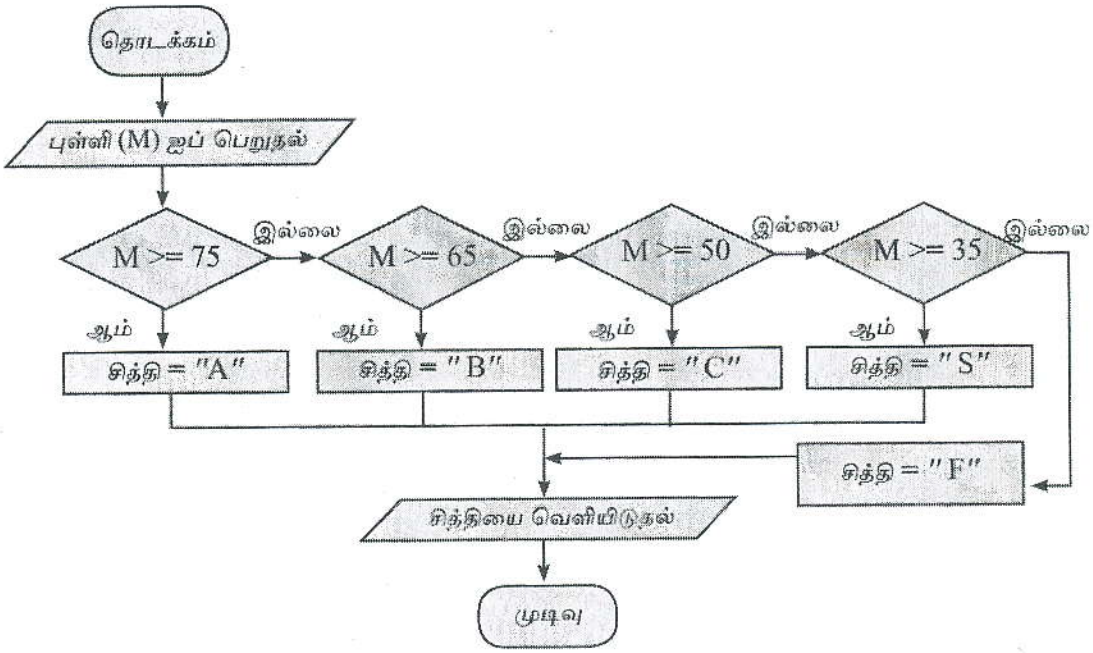 தொடக்கம்
புள்ளி (M) ஐப் பெறுதல்
M >= 75
இல்லை
M >= 65
இல்லை
M >= 50
இல்லை
M >= 35
இல்லை
ஆம்
ஆம்
ஆம்
ஆம்
சித்தி = "A"
சித்தி = "B"
சித்தி = "C"
சித்தி = "S"
சித்தி = "F"
சித்தியை வெளியிடுதல்
முடிவு